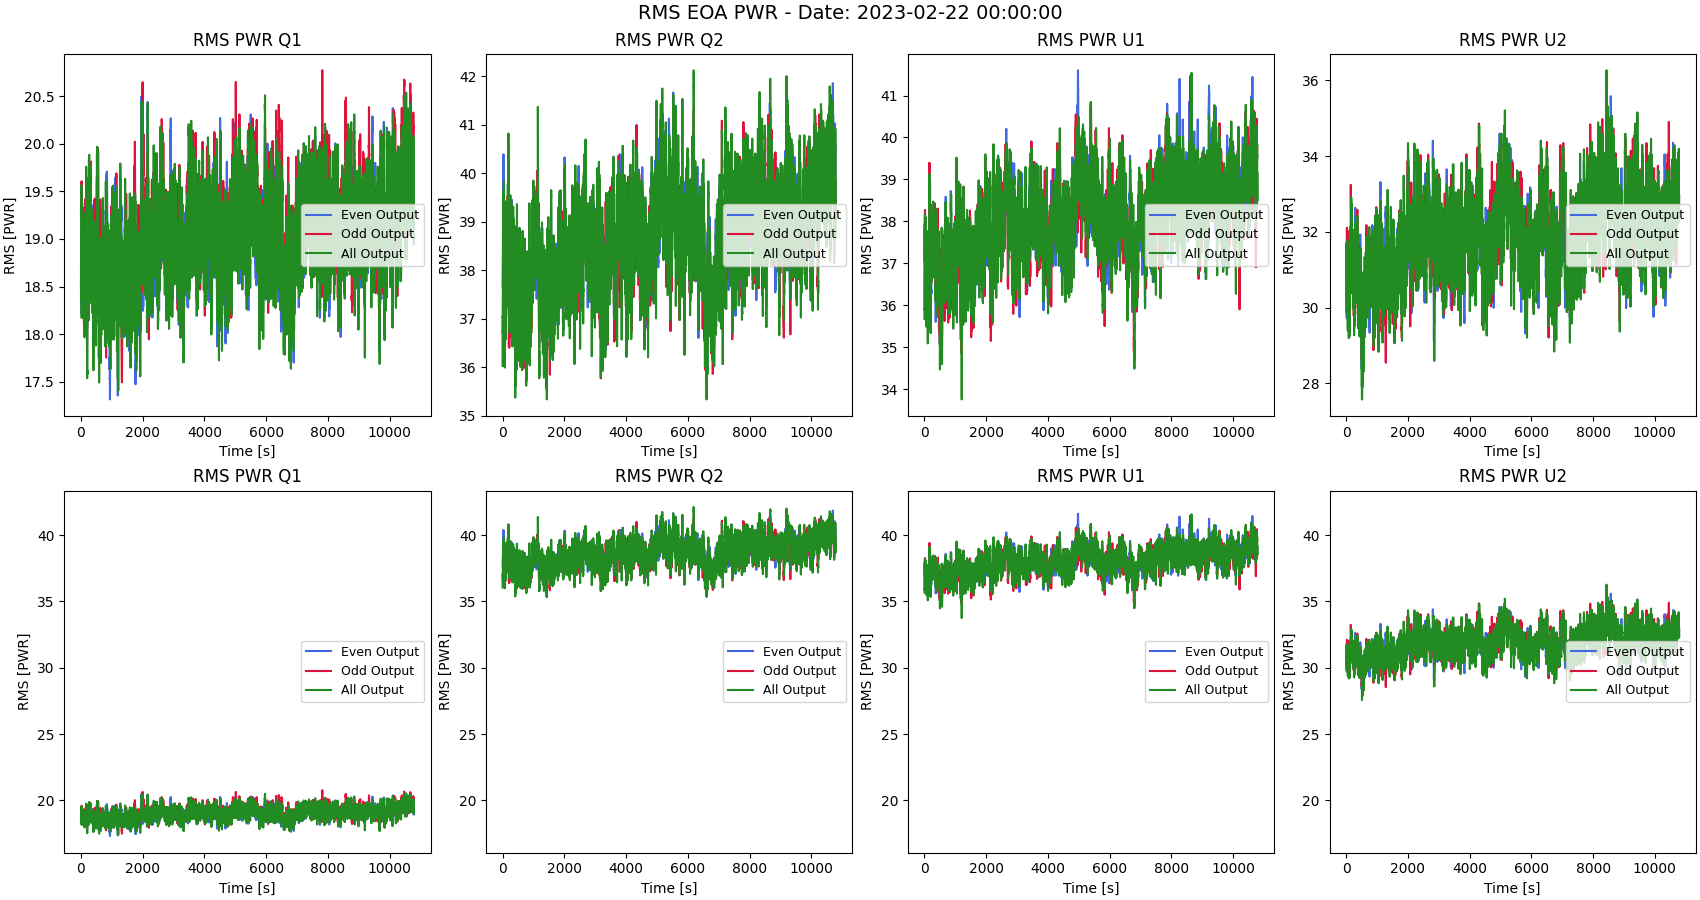 RMS EOA PWR - Date: 2023-02-22 00:00:00
RMS PWR Q1
RMS [PWR]
20.5
20.0
19.5
19.0
18.5
18.0
17.5
Even Output
Odd Output
All Output
0 2000 4000 6000 8000 10000
Time [s]
RMS PWR Q2
RMS [PWR]
42
41
40
39
38
37
36
35
Even Output
Odd Output
All Output
0 2000 4000 6000 8000 10000
Time [s]
RMS PWR U1
RMS [PWR]
41
40
39
38
37
36
35
34
Even Output
Odd Output
All Output
0 2000 4000 6000 8000 10000
Time [s]
RMS PWR U2
RMS [PWR]
36
34
32
30
28
Even Output
Odd Output
All Output
0 2000 4000 6000 8000 10000
Time [s]
RMS PWR Q1
RMS [PWR]
40
35
30
25
20
Even Output
Odd Output
All Output
0 2000 4000 6000 8000 10000
Time [s]
RMS PWR Q2
RMS [PWR]
40
35
30
25
20
Even Output
Odd Output
All Output
0 2000 4000 6000 8000 10000
Time [s]
RMS PWR U1
RMS [PWR]
40
35
30
25
20
Even Output
Odd Output
All Output
0 2000 4000 6000 8000 10000
Time [s]
RMS PWR U2
RMS [PWR]
40
35
30
25
20
Even Output
Odd Output
All Output
0 2000 4000 6000 8000 10000
Time [s]